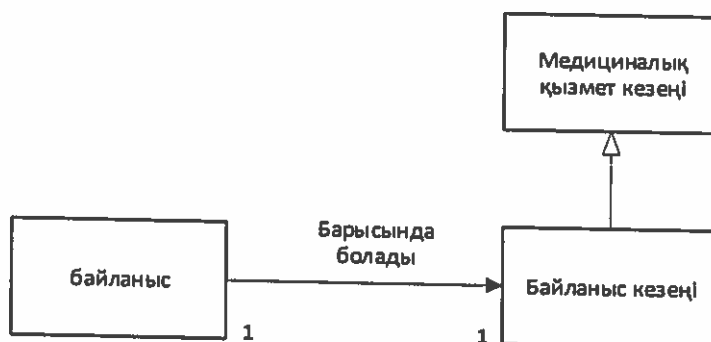 Медициналық
қызмет кезеңі
Барысында
болады
байланыс
Байланыс кезеңі
1
1